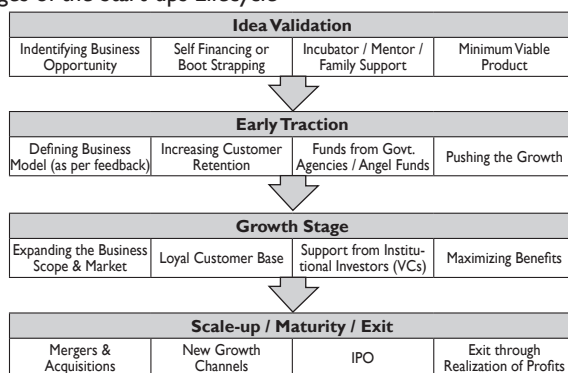 ges of the Start-ups Lifecycle
Idea Validation
Indentifying Business
Opportunity
Self Financing or
Boot Strapping
Incubator / Mentor /
Family Support
Minimum Viable
Product
Early Traction
Defining Business
Model (as per feedback)
Increasing Customer
Retention
Funds from Govt.
Agencies / Angel Funds
Pushing the Growth
Growth Stage
Expanding the Business
Scope & Market
Loyal Customer Base
Support from Institu-
tional Investors (VCs)
Maximizing Benefits
Scale-up / Maturity / Exit
Mergers &
Acquisitions
New Growth
Channels
IPO
Exit through
Realization of Profits